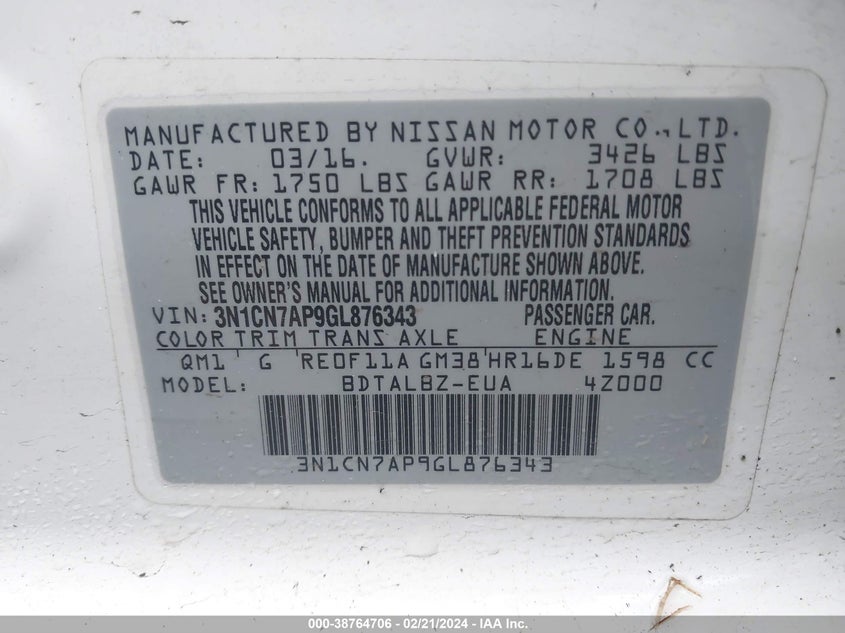 MANUFACTURED BY NISSAN MOTOR CO., LTD.
DATE: 03/16. GVWR: 3426 LBS
GAWR FR: 1750 LBS GAWR RR: 1708 LBS
THIS VEHICLE CONFORMS TO ALL APPLICABLE FEDERAL MOTOR
VEHICLE SAFETY, BUMPER AND THEFT PREVENTION STANDARDS
IN EFFECT ON THE DATE OF MANUFACTURE SHOWN ABOVE.
SEE OWNER'S MANUAL FOR ADDITIONAL INFORMATION.
VIN: 3N1CN7AP9GL876343 PASSENGER CAR.
COLOR TRIM TRANS AXLE ENGINE
QM1 G RE0F11A GM38 HR16DE 1598 CC
MODEL: BDTALBZ-EUA 4Z000
3N1CN7AP9GL876343
000-38764706 - 02/21/2024 - IAA, Inc.